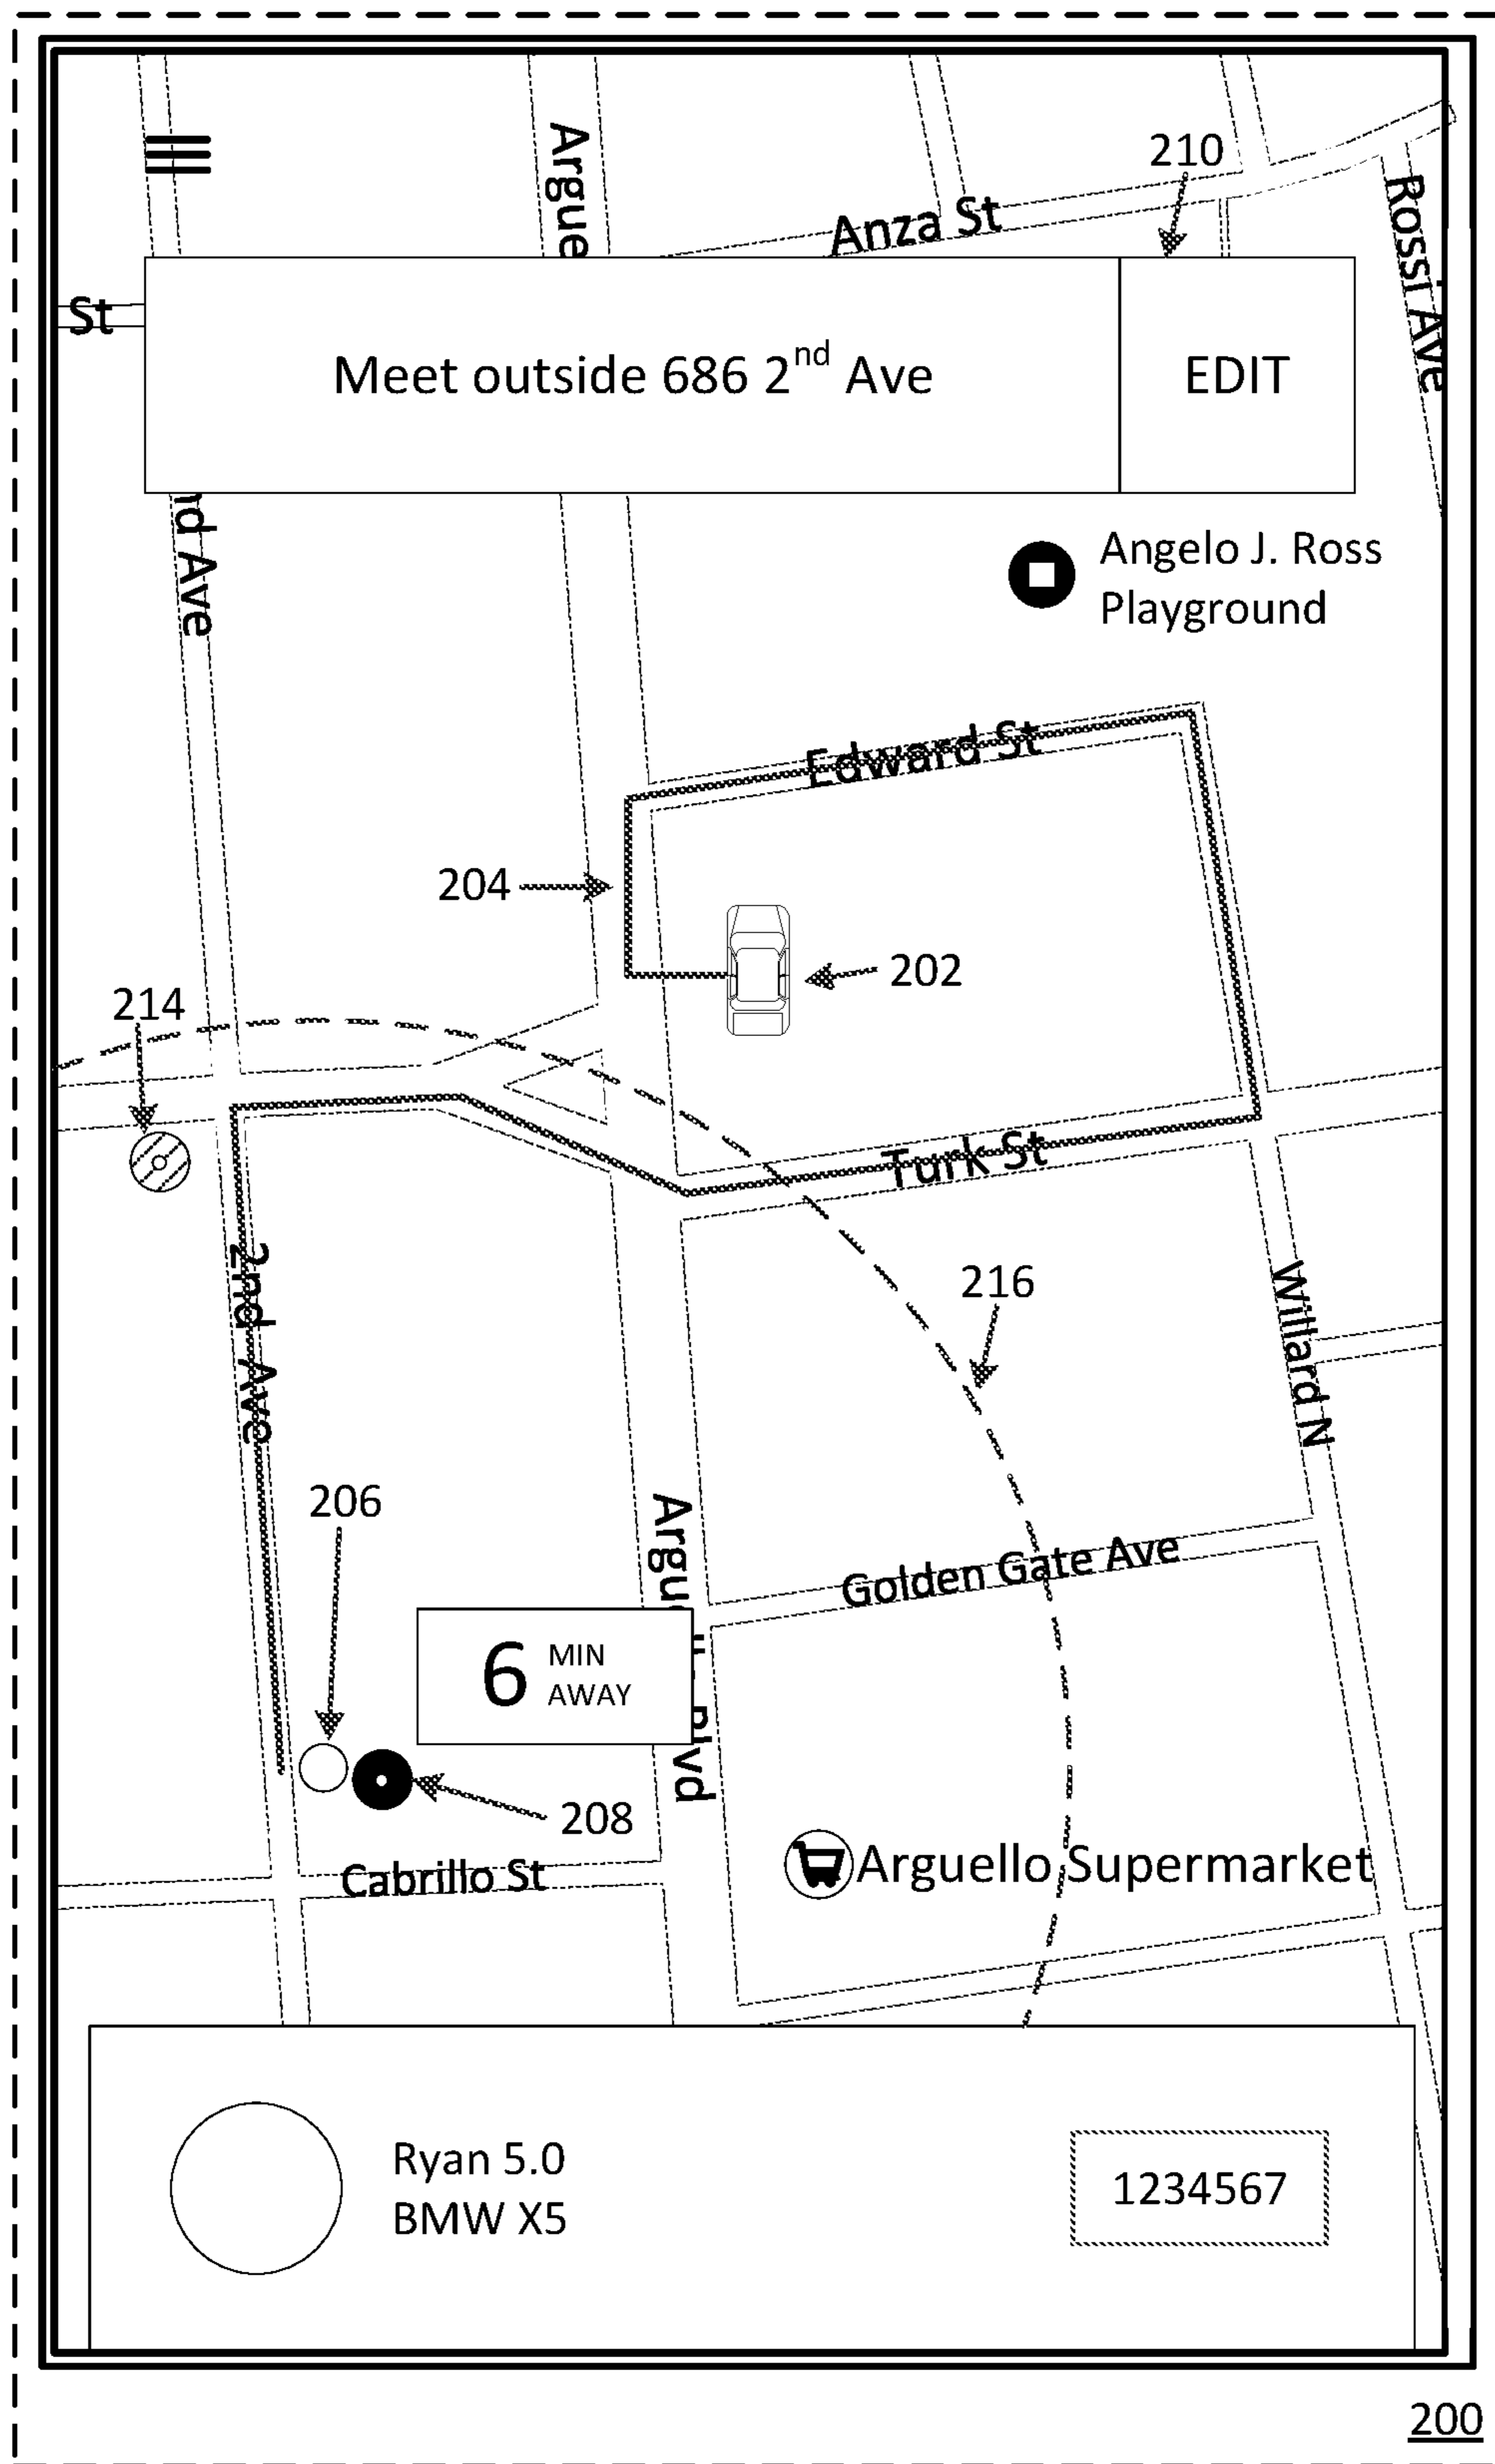 210
Argue
Anza St
Rossi Ave
St
Meet outside 686 2nd Ave
EDIT
nd Ave
Angelo J. Ross
Playground
Edward St
204
202
214
Turk St
2nd Ave
216
Willard N
206
Golden Gate Ave
6 MIN
AWAY
Blvd
208
Cabrillo St
Arguello Supermarket
Ryan 5.0
BMW X5
1234567
200